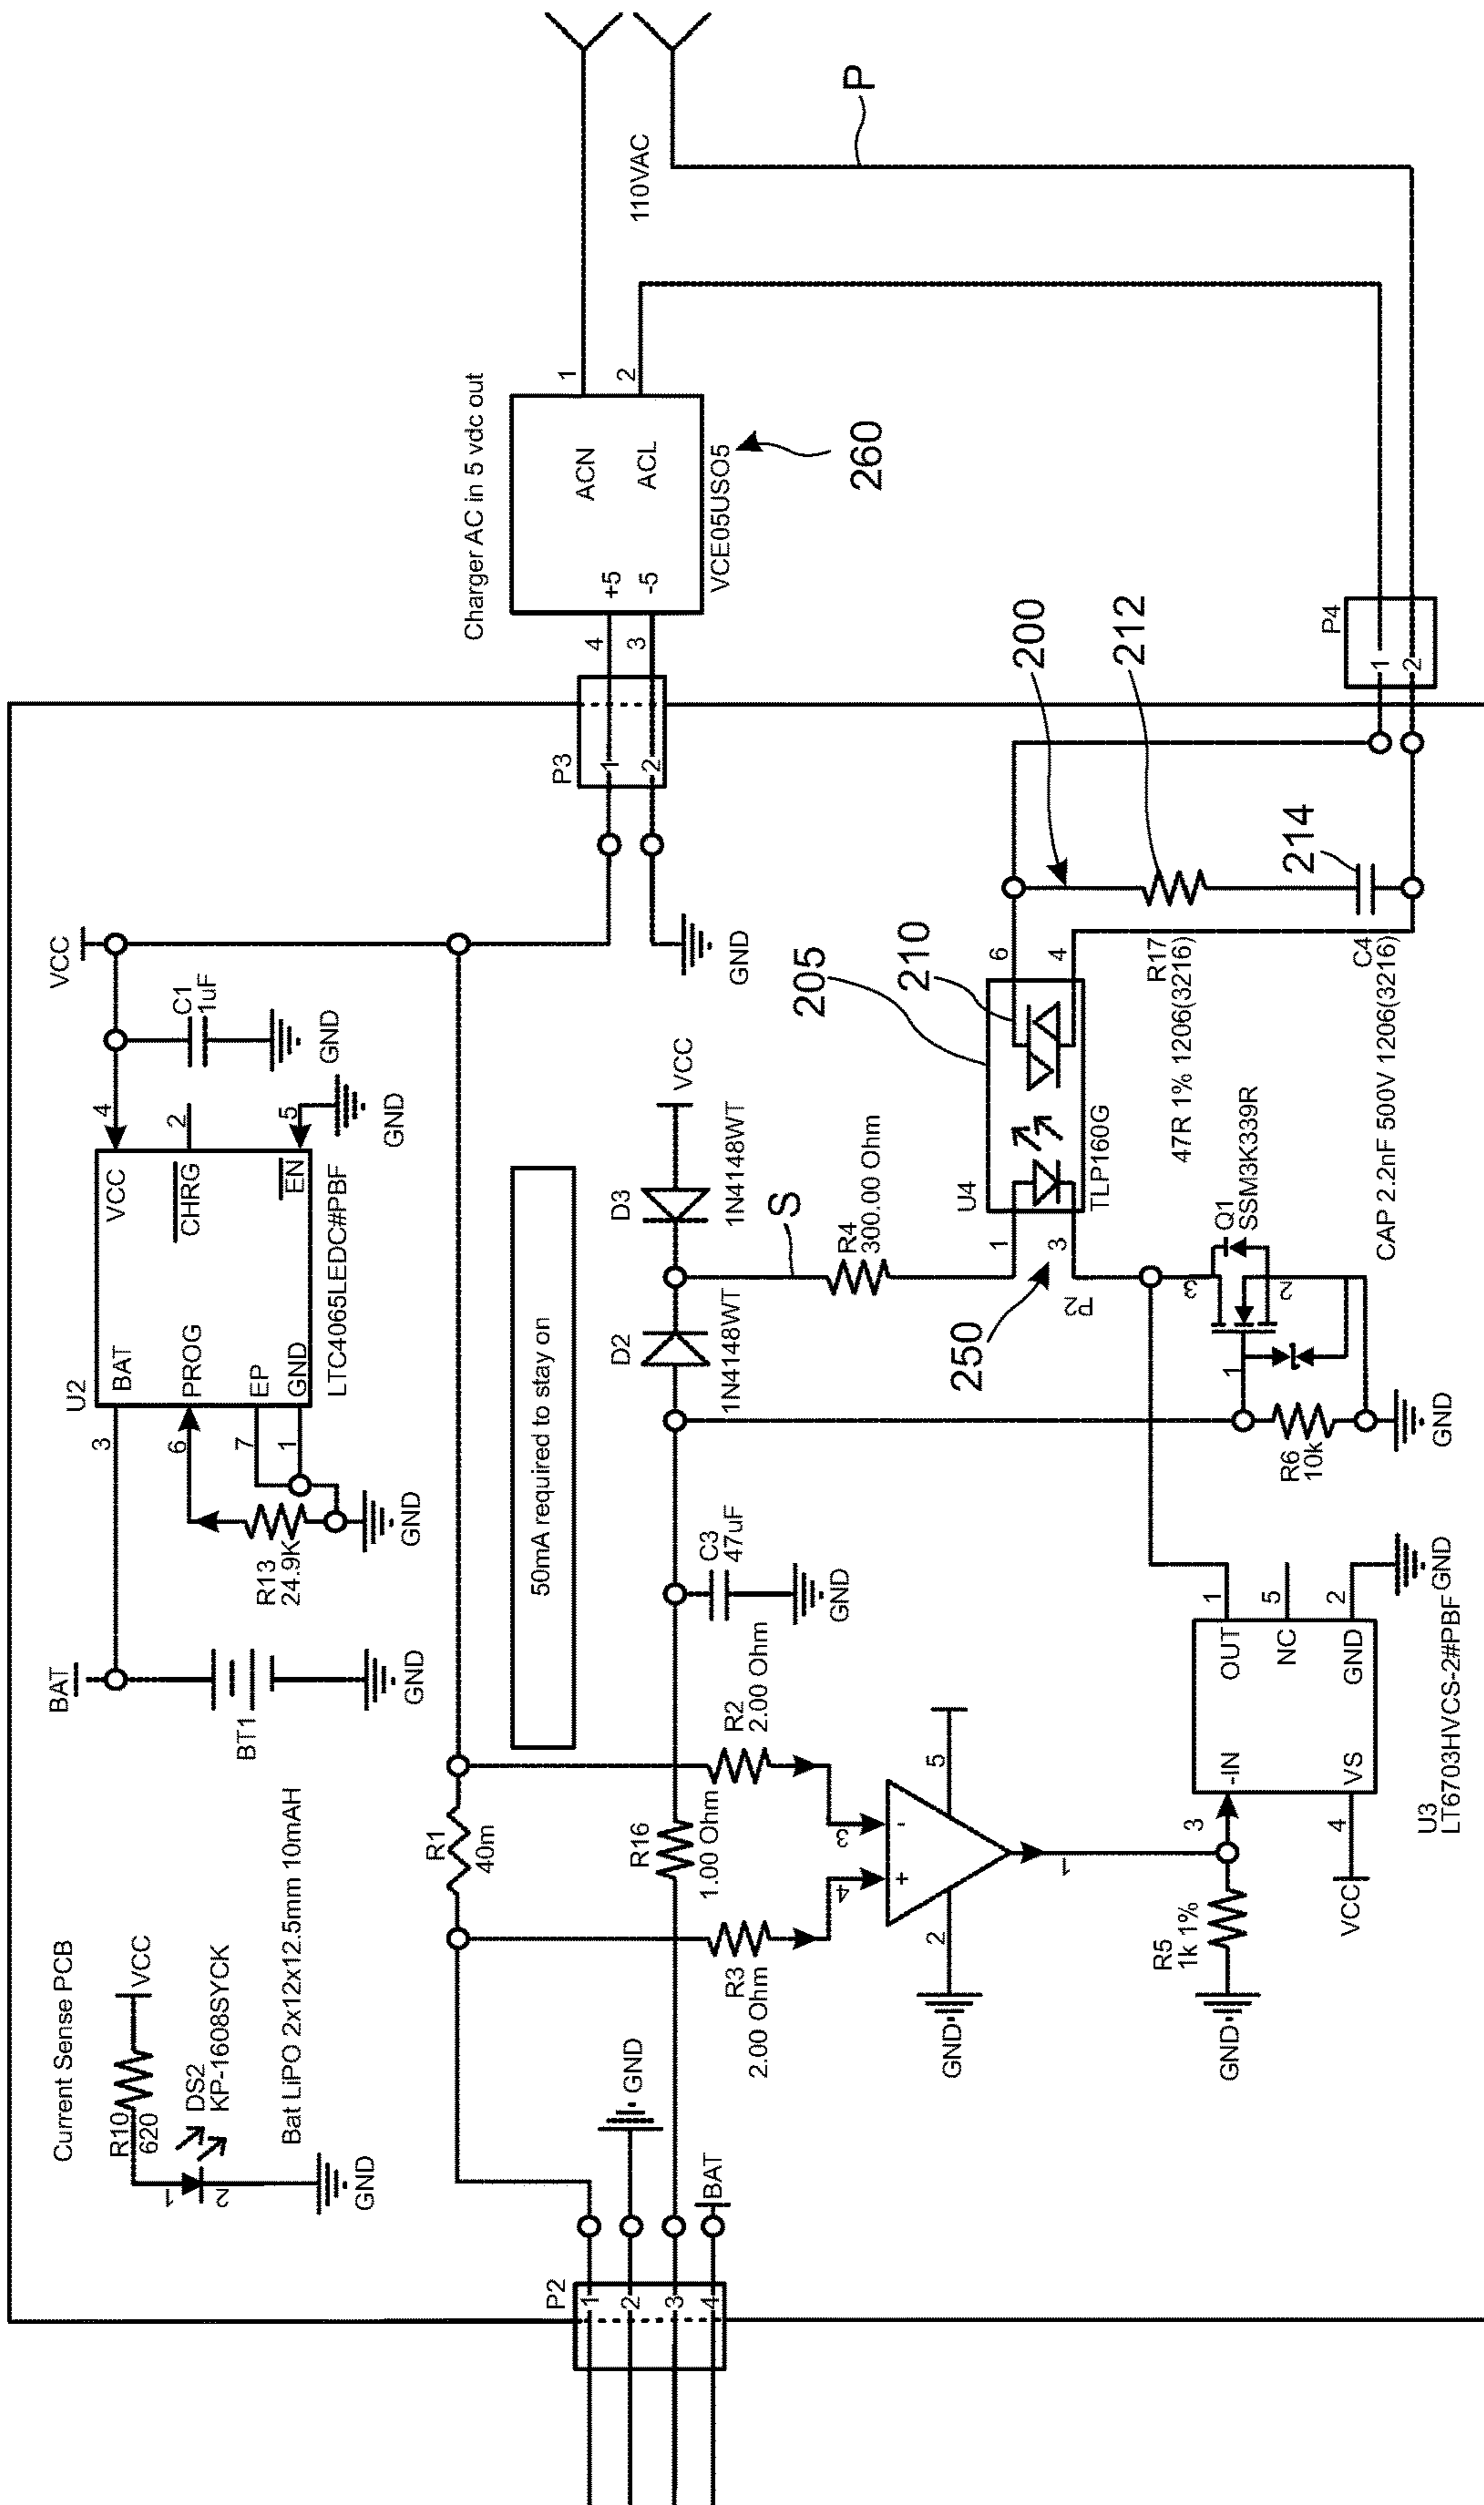 Current Sense PCB
R10
620
VCC
1
2
DS2
KP-1608SYCK
GND
Bat LiPO 2x12x12.5mm 10mAH
BAT
BT1
GND
U2
3
BAT
VCC
4
6
PROG
CHRG
2
7
EP
1
GND
EN
5
LTC4065LEDC#PBF
R13
24.9K
GND
GND
VCC
C1
1uF
GND
Charger AC in 5 vdc out
P3
1
2
4
3
+5
-5
ACN
ACL
1
2
VCE05USO5
260
GND
110VAC
P
P2
1
2
3
4
GND
BAT
R1
40m
50mA required to stay on
R16
1.00 Ohm
C3
47uF
GND
D2
1N4148WT
D3
1N4148WT
VCC
S
R4
300.00 Ohm
R3
2.00 Ohm
R2
2.00 Ohm
4
3
+
-
2
5
1
GND
250
U4
1
3
6
4
TLP160G
P2
205
210
200
212
214
R17
47R 1% 1206(3216)
C4
CAP 2.2nF 500V 1206(3216)
P4
1
2
Q1
SSM3K339R
3
2
1
R6
10k
GND
R5
1k 1%
GND
3
-IN
OUT
1
NC
5
4
VS
GND
2
VCC
GND
U3
LT6703HVCS-2#PBF